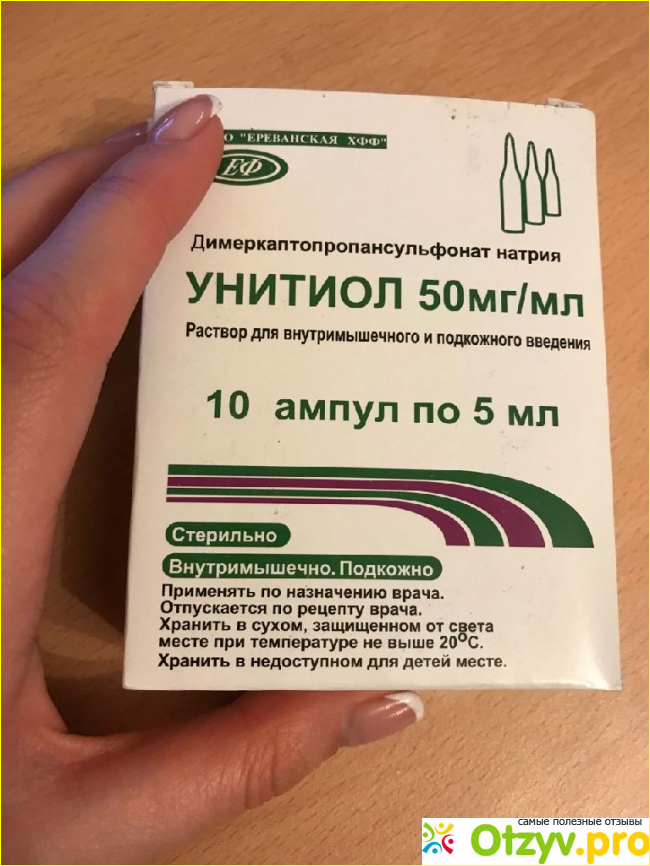 О "ЕРЕВАНСКАЯ ХФФ"
ЕФ
Димеркаптопропансульфонат натрия
УНИТИОЛ 50мг/мл
Раствор для внутримышечного и подкожного введения
10 ампул по 5 мл
Стерильно
Внутримышечно. Подкожно
Применять по назначению врача.
Отпускается по рецепту врача.
Хранить в сухом, защищенном от света
месте при температуре не выше 20°С.
Хранить в недоступном для детей месте.
самые полезные отзывы
Otzyv.pro